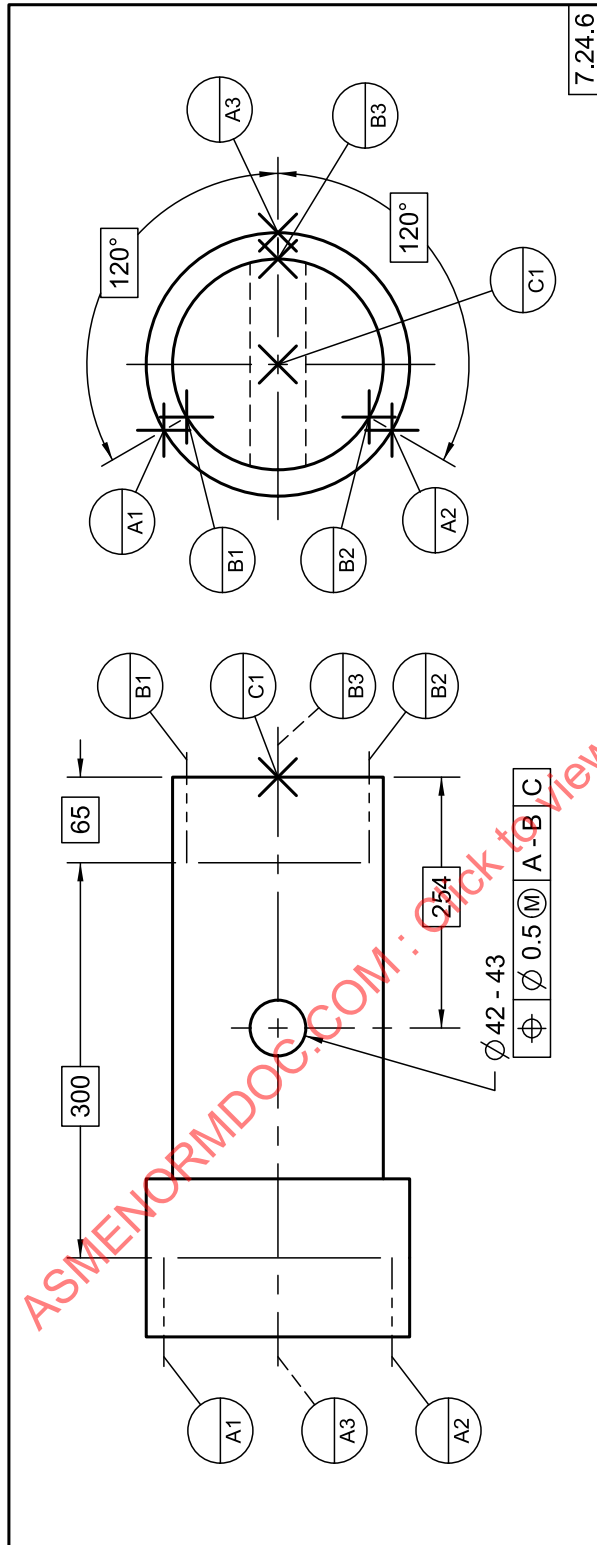 A1
A3
A2
300
65
B1
C1
B3
B2
254
⌀42 - 43
⌖ ⌀ 0.5 Ⓜ A - B C
A1
B1
B2
A2
120°
120°
A3
B3
C1
7.24.6
ASMENORMDOC.COM : Click to view